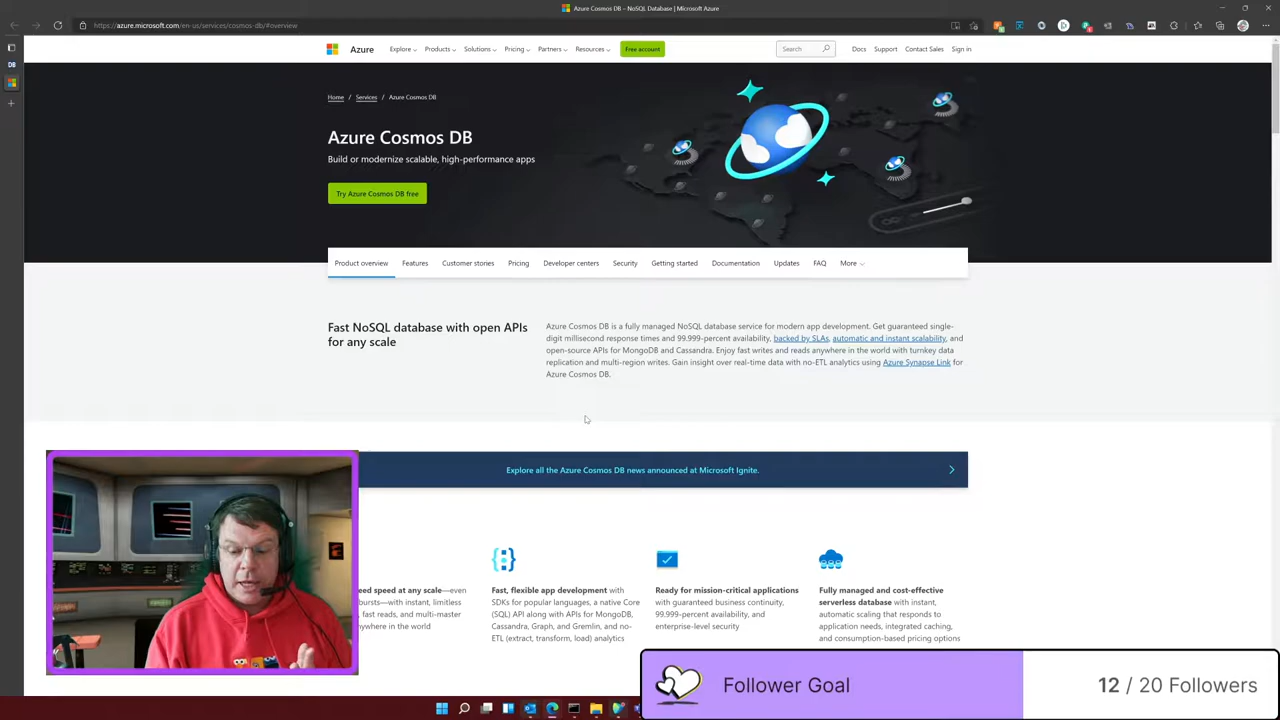 Azure Cosmos DB – NoSQL Database | Microsoft Azure
https://azure.microsoft.com/en-us/services/cosmos-db/#overview
Azure
Explore
Products
Solutions
Pricing
Partners
Resources
Free account
Search
Docs
Support
Contact Sales
Sign in
Home / Services / Azure Cosmos DB
Azure Cosmos DB
Build or modernize scalable, high-performance apps
Try Azure Cosmos DB free
Product overview
Features
Customer stories
Pricing
Developer centers
Security
Getting started
Documentation
Updates
FAQ
More
Fast NoSQL database with open APIs
for any scale
Azure Cosmos DB is a fully managed NoSQL database service for modern app development. Get guaranteed single-
digit millisecond response times and 99.999-percent availability, backed by SLAs, automatic and instant scalability, and
open-source APIs for MongoDB and Cassandra. Enjoy fast writes and reads anywhere in the world with turnkey data
replication and multi-region writes. Gain insight over real-time data with no-ETL analytics using Azure Synapse Link for
Azure Cosmos DB.
Explore all the Azure Cosmos DB news announced at Microsoft Ignite.
eed speed at any scale—even
bursts—with instant, limitless
, fast reads, and multi-master
nywhere in the world
Fast, flexible app development with
SDKs for popular languages, a native Core
(SQL) API along with APIs for MongoDB,
Cassandra, Graph, and Gremlin, and no-
ETL (extract, transform, load) analytics
Ready for mission-critical applications
with guaranteed business continuity,
99.999-percent availability, and
enterprise-level security
Fully managed and cost-effective
serverless database with instant,
automatic scaling that responds to
application needs, integrated caching,
and consumption-based pricing options
Follower Goal
12 / 20 Followers